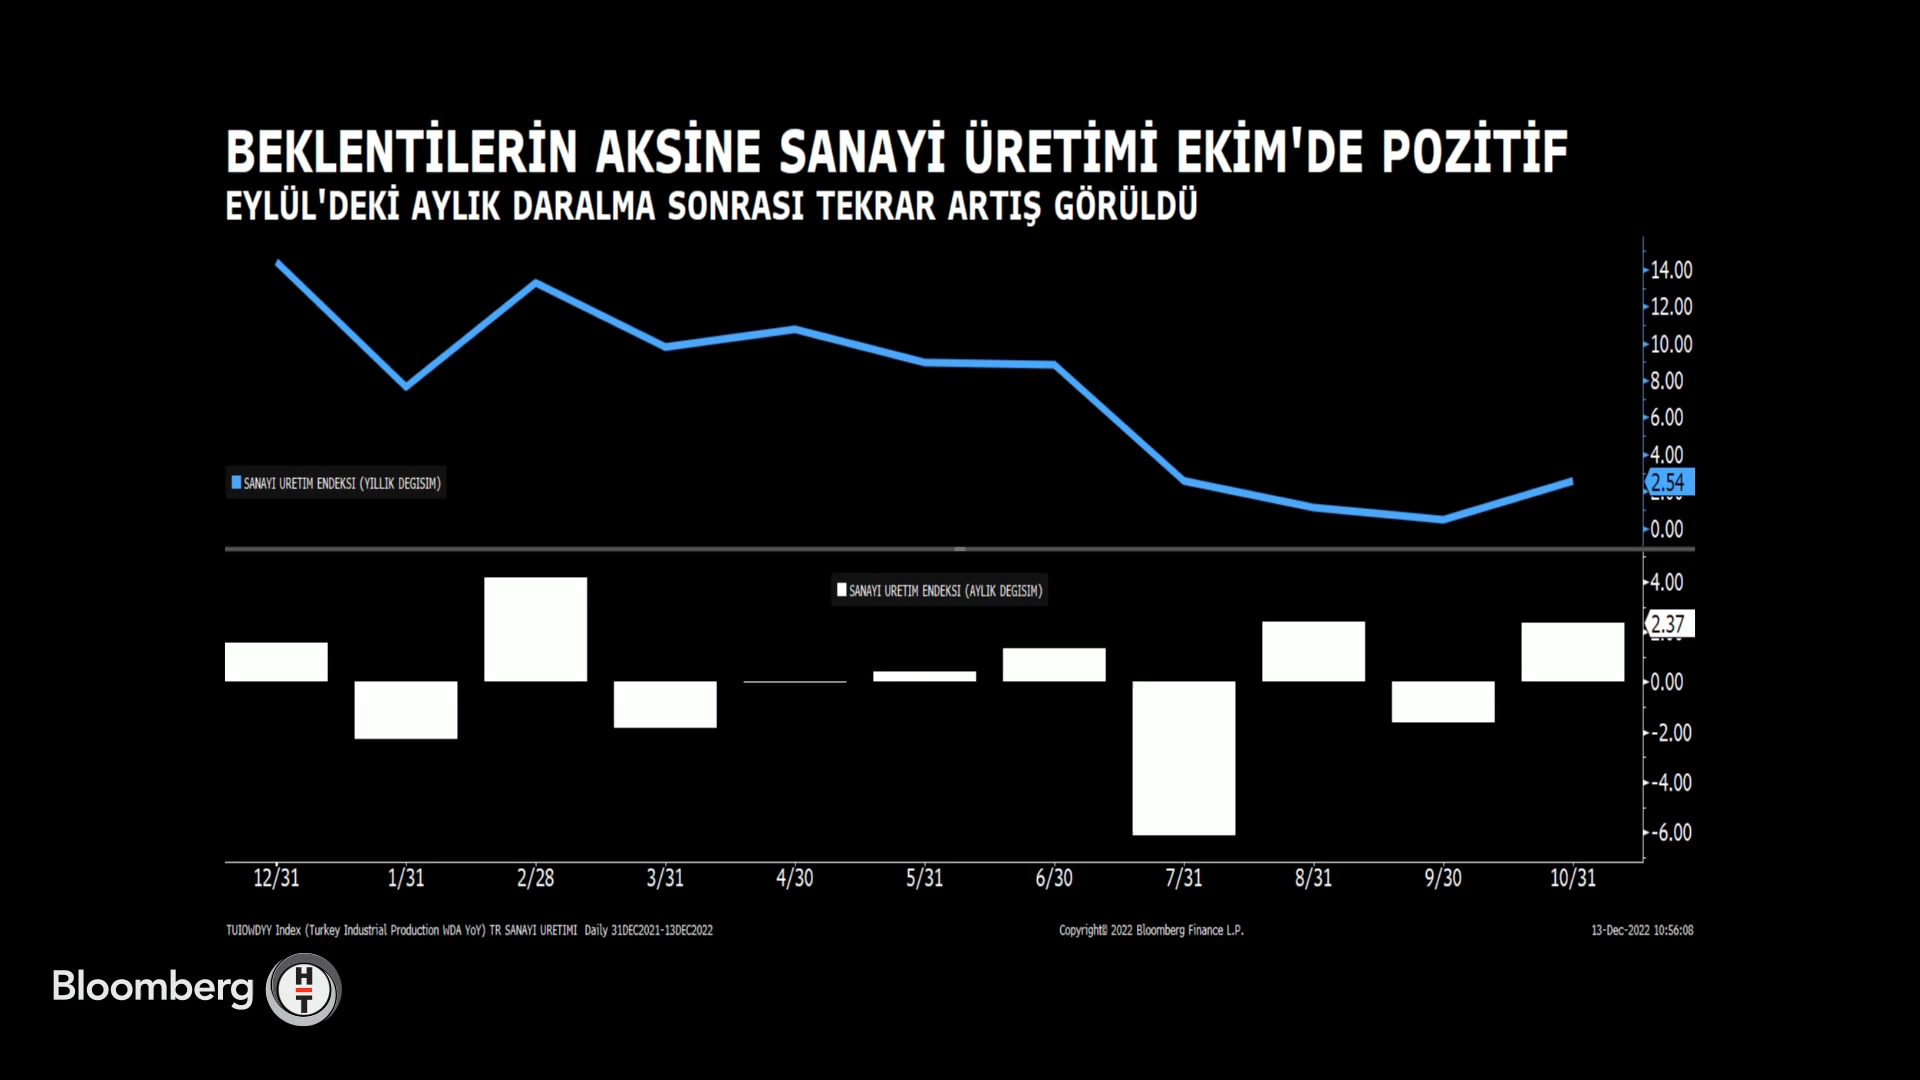 BEKLENTİLERİN AKSİNE SANAYİ ÜRETİMİ EKİM'DE POZİTİF
EYLÜL'DEKİ AYLIK DARALMA SONRASI TEKRAR ARTIŞ GÖRÜLDÜ
14.00
12.00
10.00
8.00
6.00
4.00
2.54
0.00
SANAYI URETIM ENDEKSI (YILLIK DEGISIM)
SANAYI URETIM ENDEKSI (AYLIK DEGISIM)
4.00
2.37
0.00
-2.00
-4.00
-6.00
12/31 1/31 2/28 3/31 4/30 5/31 6/30 7/31 8/31 9/30 10/31
TUIOWDYY Index (Turkey Industrial Production WDA YoY) TR SANAYI URETIMI Daily 31DEC2021-13DEC2022 Copyright© 2022 Bloomberg Finance L.P. 13-Dec-2022 10:56:08
Bloomberg HT